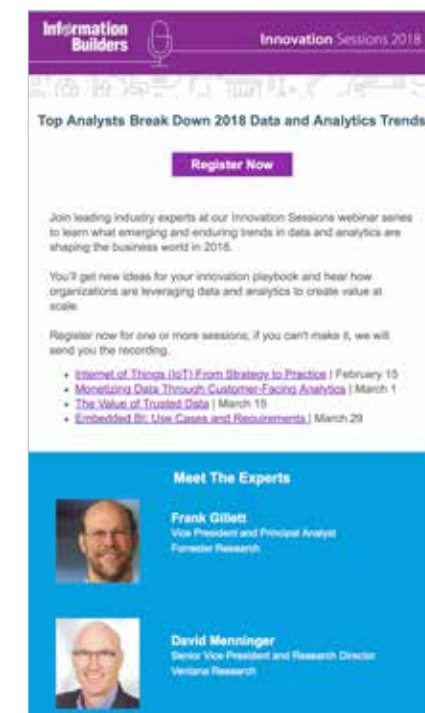 Information
Builders
Innovation Sessions 2018
Top Analysts Break Down 2018 Data and Analytics Trends
Register Now
Join leading industry experts at our Innovation Sessions webinar series
to learn what emerging and enduring trends in data and analytics are
shaping the business world in 2018.
You'll get new ideas for your innovation playbook and hear how
organizations are leveraging data and analytics to create value at
scale.
Register now for one or more sessions; if you can't make it, we will
send you the recording.
• Internet of Things (IoT) From Strategy to Practice | February 15
• Monetizing Data Through Customer-Facing Analytics | March 1
• The Value of Trusted Data | March 15
• Embedded BI: Use Cases and Requirements | March 29
Meet The Experts
Frank Gillett
Vice President and Principal Analyst
Forrester Research
David Menninger
Senior Vice President and Research Director
Ventana Research